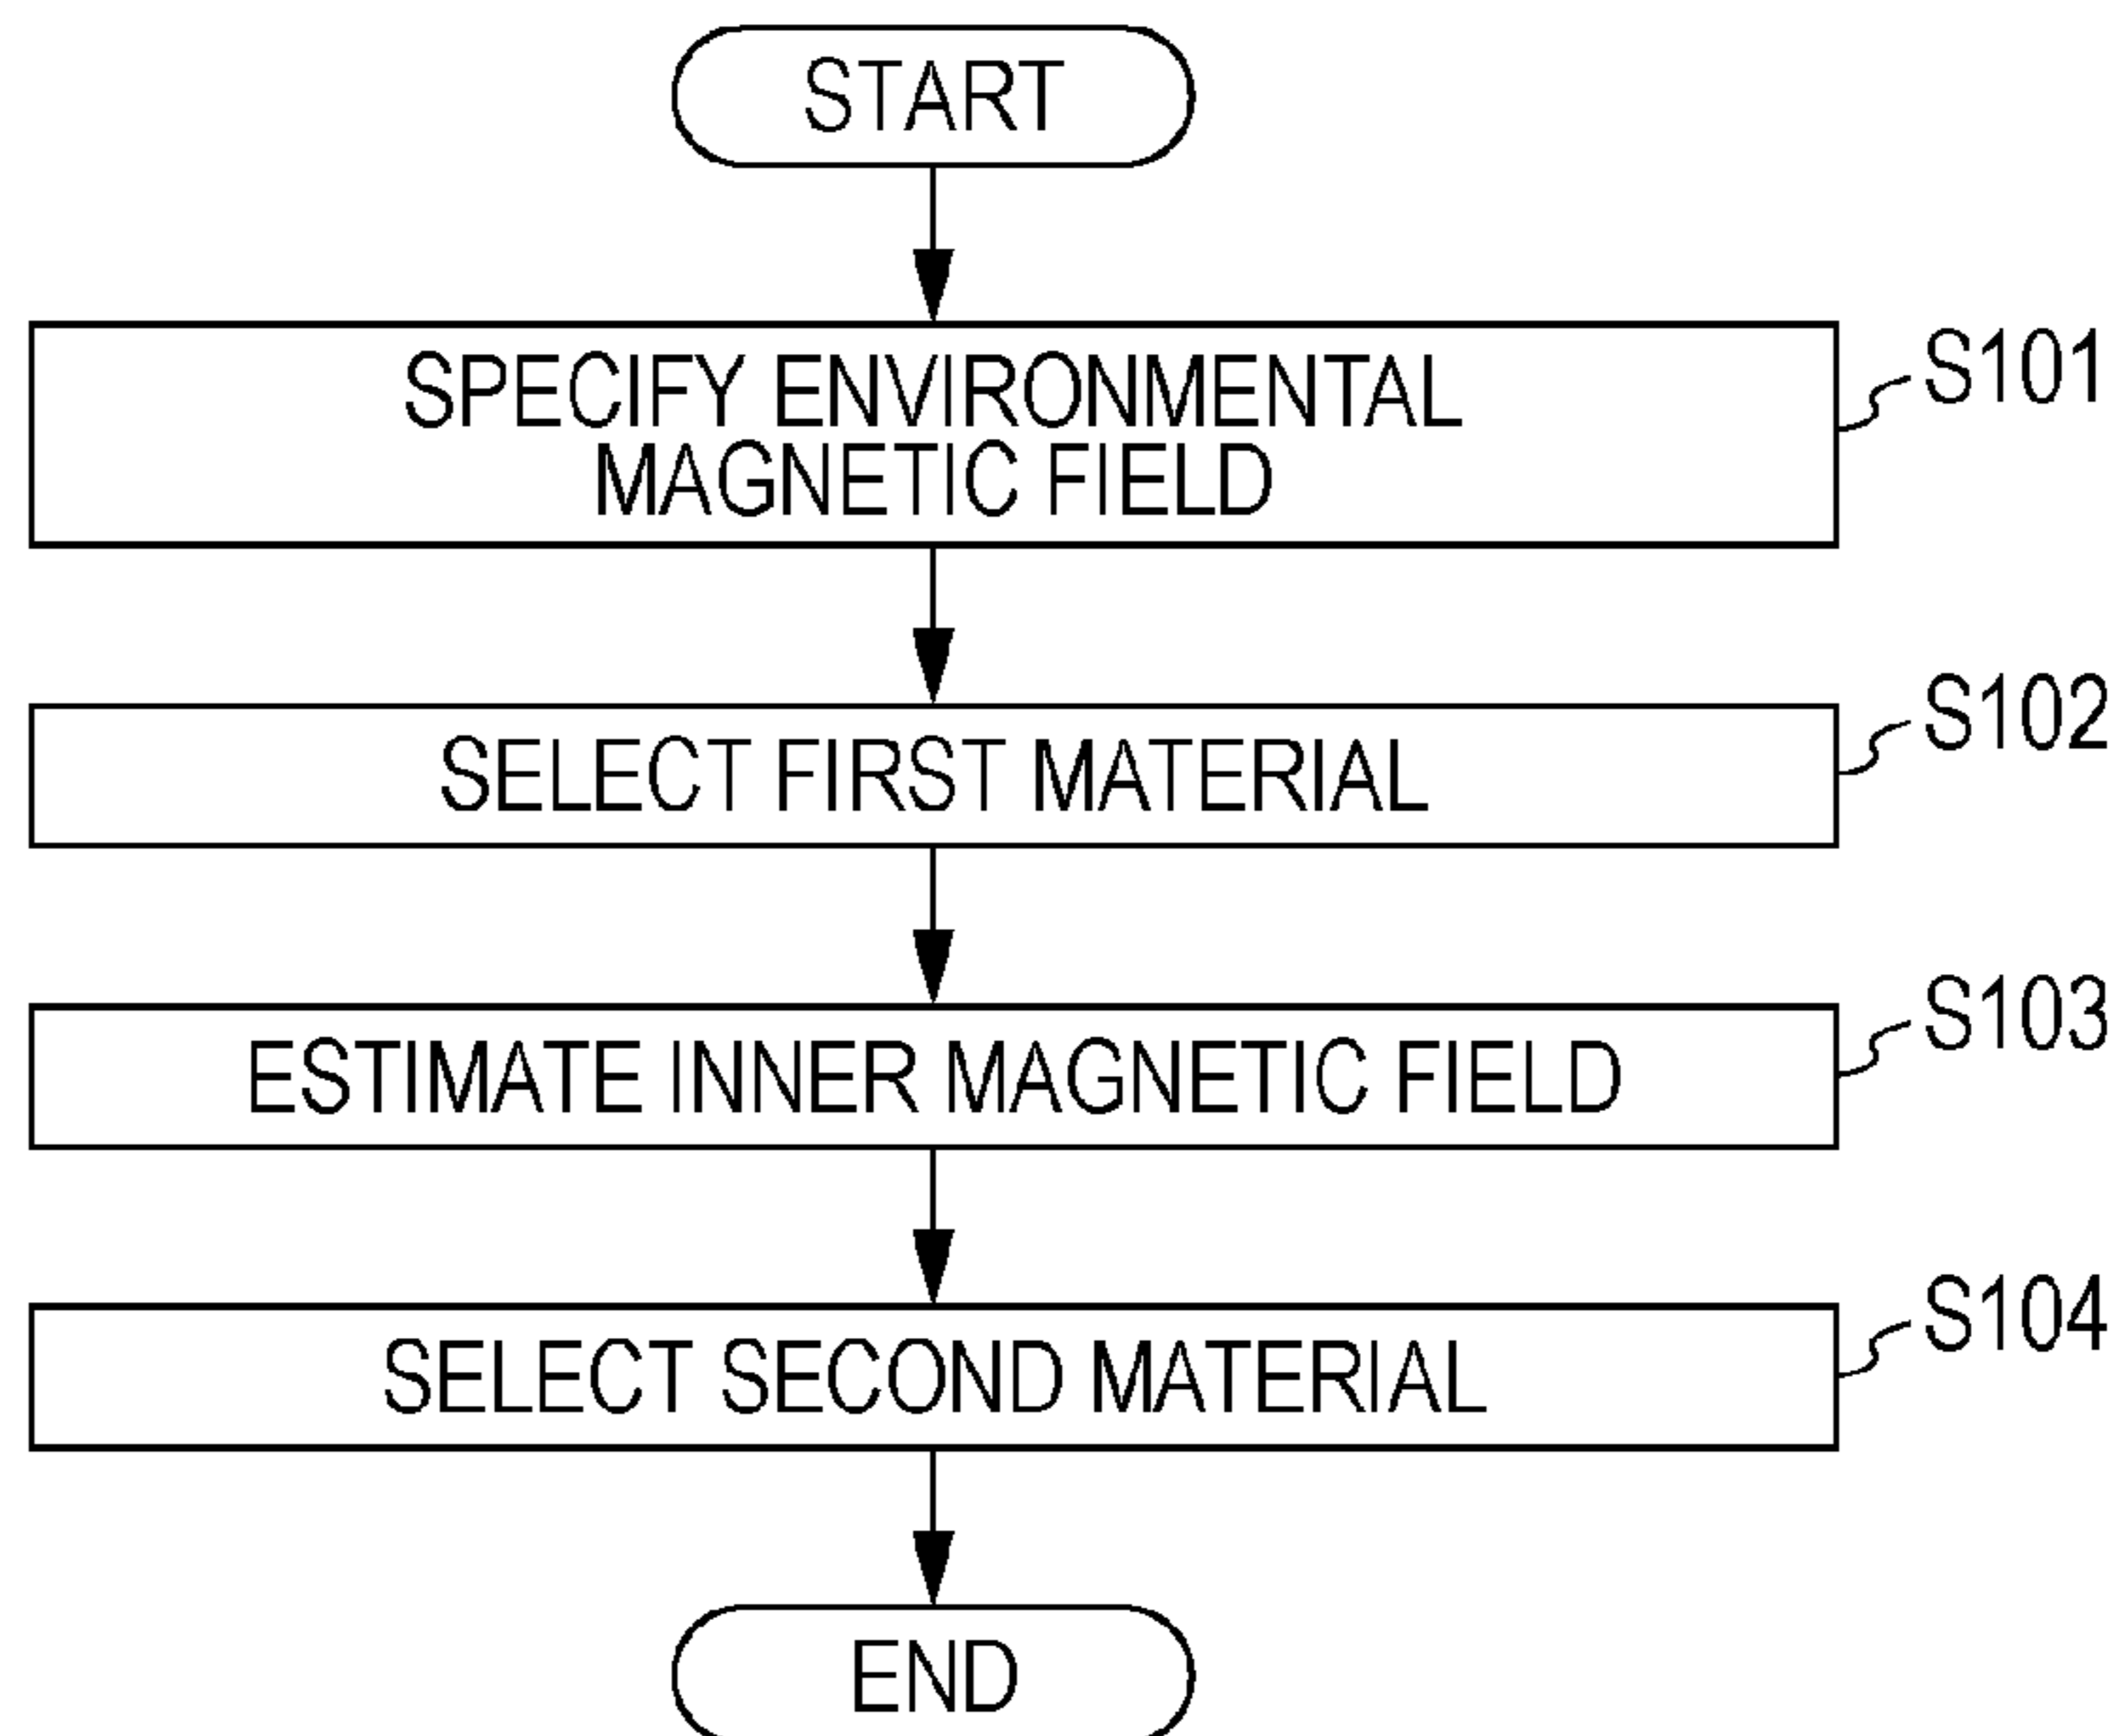 START
SPECIFY ENVIRONMENTAL
MAGNETIC FIELD
S101
SELECT FIRST MATERIAL
S102
ESTIMATE INNER MAGNETIC FIELD
S103
SELECT SECOND MATERIAL
S104
END